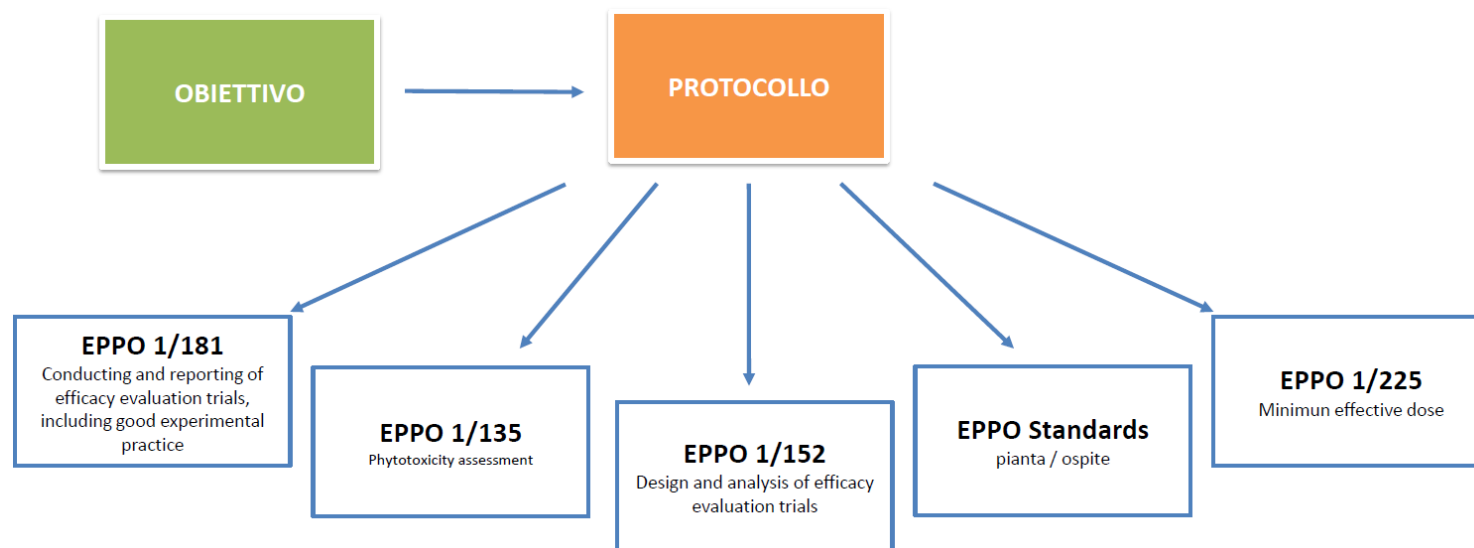 OBIETTIVO
PROTOCOLLO
EPPO 1/181
Conducting and reporting of
efficacy evaluation trials,
including good experimental
practice
EPPO 1/135
Phytotoxicity assessment
EPPO 1/152
Design and analysis of efficacy
evaluation trials
EPPO Standards
pianta / ospite
EPPO 1/225
Minimun effective dose